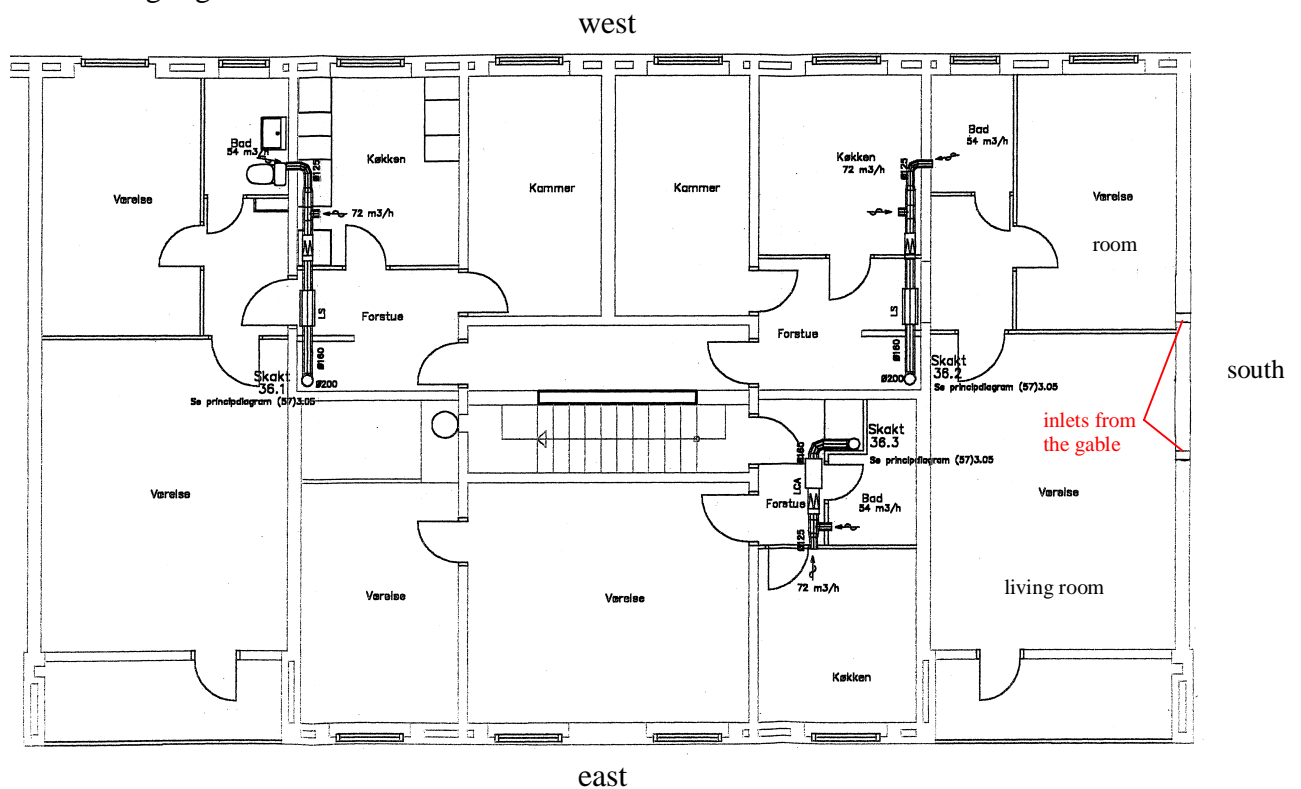 west
Bad
54 m3/h
Ø125
Køkken
Værelse
72 m3/h
Kammer
Kammer
Køkken
72 m3/h
Ø125
Bad
54 m3/h
Værelse
room
LS
Forstue
Ø160
Skakt
36.1
Ø200
Se principdiagram (57)3.05
LS
Forstue
Ø160
Ø200
Skakt
36.2
Se principdiagram (57)3.05
south
inlets from
the gable
Skakt
36.3
Se principdiagram (57)3.05
Ø160
LCA
Forstue
Bad
54 m3/h
Ø125
72 m3/h
Værelse
Værelse
Værelse
Værelse
living room
Køkken
east